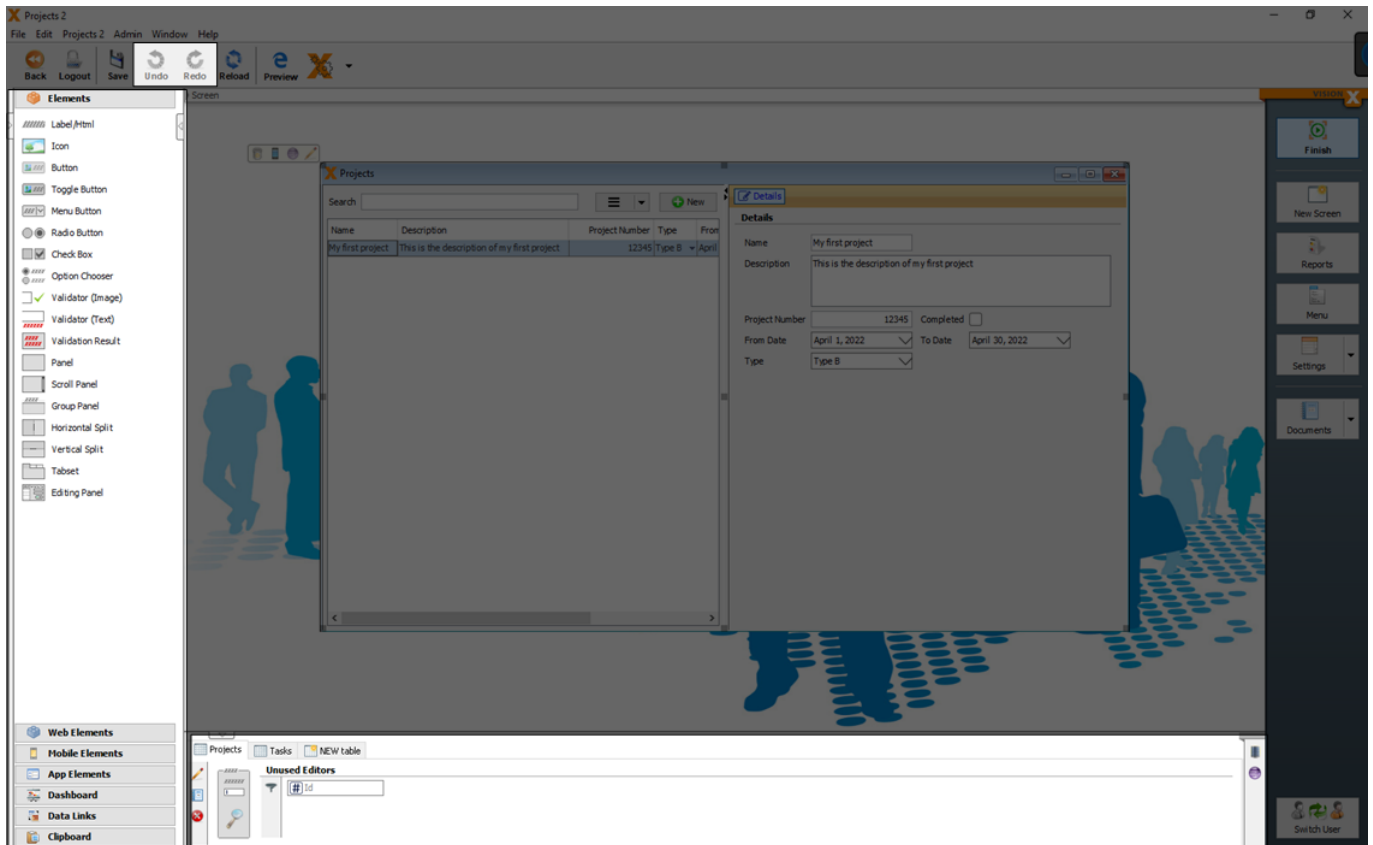 Projects 2
File Edit Projects 2 Admin Window Help
Back Logout Save Undo Redo Reload Preview
Elements
Screen
VISION X
Label/Html
Icon
Button
Toggle Button
Menu Button
Radio Button
Check Box
Option Chooser
Validator (Image)
Validator (Text)
Validation Result
Panel
Scroll Panel
Group Panel
Horizontal Split
Vertical Split
Tabset
Editing Panel
Web Elements
Mobile Elements
App Elements
Dashboard
Data Links
Clipboard
Projects
Search
New
Name Description Project Number Type From
My first project This is the description of my first project 12345 Type B April
Details
Details
Name My first project
Description This is the description of my first project
Project Number 12345 Completed
From Date April 1, 2022 To Date April 30, 2022
Type Type B
Finish
New Screen
Reports
Menu
Settings
Documents
Switch User
Projects Tasks NEW table
Unused Editors
# Id